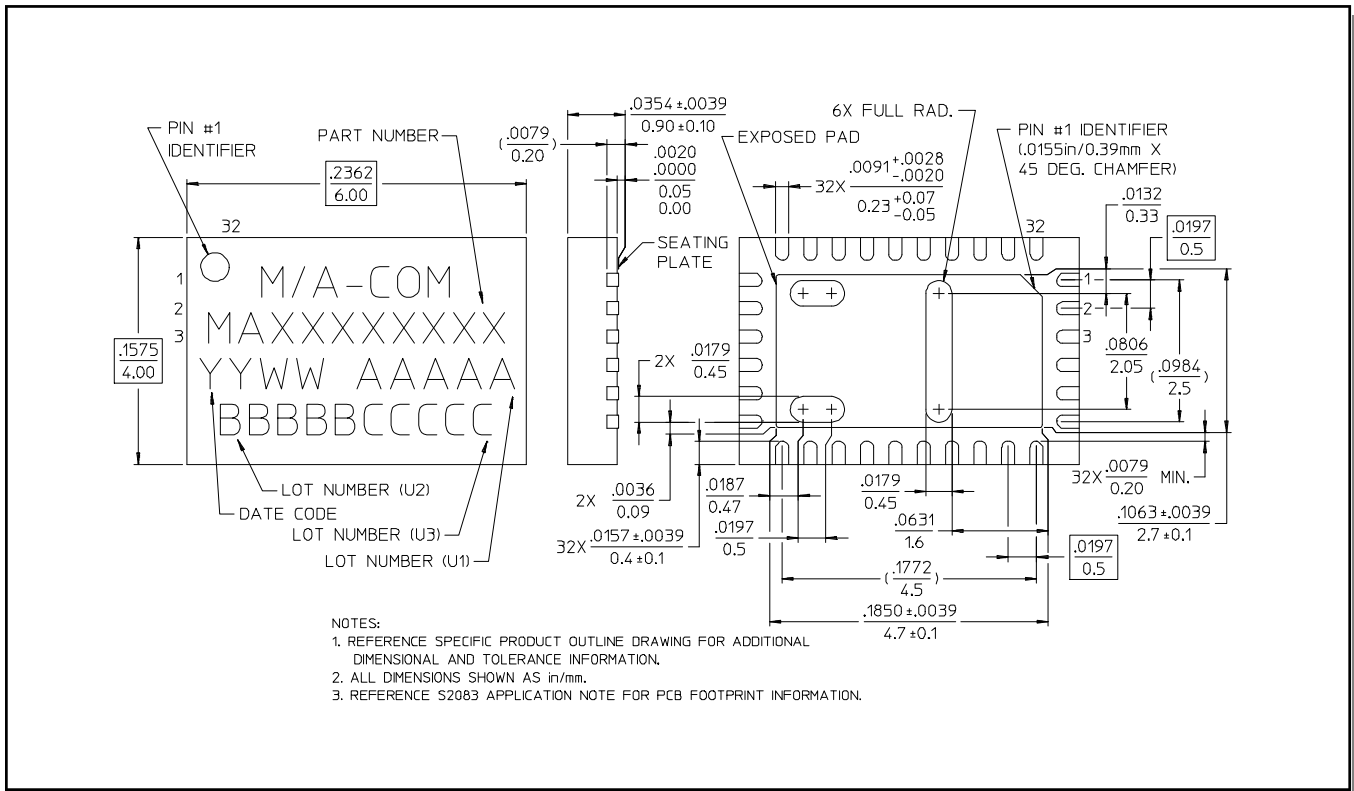 PIN #1
IDENTIFIER
PART NUMBER
.2362
6.00
32
1
2
3
.1575
4.00
M/A-COM
MAXXXXXXXXX
YYWW AAAAA
BBBBBCCCCC
LOT NUMBER (U2)
DATE CODE
LOT NUMBER (U3)
LOT NUMBER (U1)
.0354 ±.0039
0.90 ±0.10
( .0079 )
0.20
.0020
.0000
0.05
0.00
SEATING
PLATE
EXPOSED PAD
6X FULL RAD.
32X .0091 +.0028 -.0020
0.23 +0.07 -0.05
PIN #1 IDENTIFIER
(.0155in/0.39mm X
45 DEG. CHAMFER)
.0132
0.33
.0197
0.5
32
1
2
3
.0806
2.05
( .0984 )
2.5
2X .0179
0.45
2X .0036
0.09
32X .0157 ±.0039
0.4 ±0.1
.0187
0.47
.0197
0.5
.0179
0.45
.0631
1.6
32X .0079 MIN.
0.20
.1063 ±.0039
2.7 ±0.1
.0197
0.5
( .1772 )
4.5
.1850 ±.0039
4.7 ±0.1
NOTES:
1. REFERENCE SPECIFIC PRODUCT OUTLINE DRAWING FOR ADDITIONAL
DIMENSIONAL AND TOLERANCE INFORMATION.
2. ALL DIMENSIONS SHOWN AS in/mm.
3. REFERENCE S2083 APPLICATION NOTE FOR PCB FOOTPRINT INFORMATION.